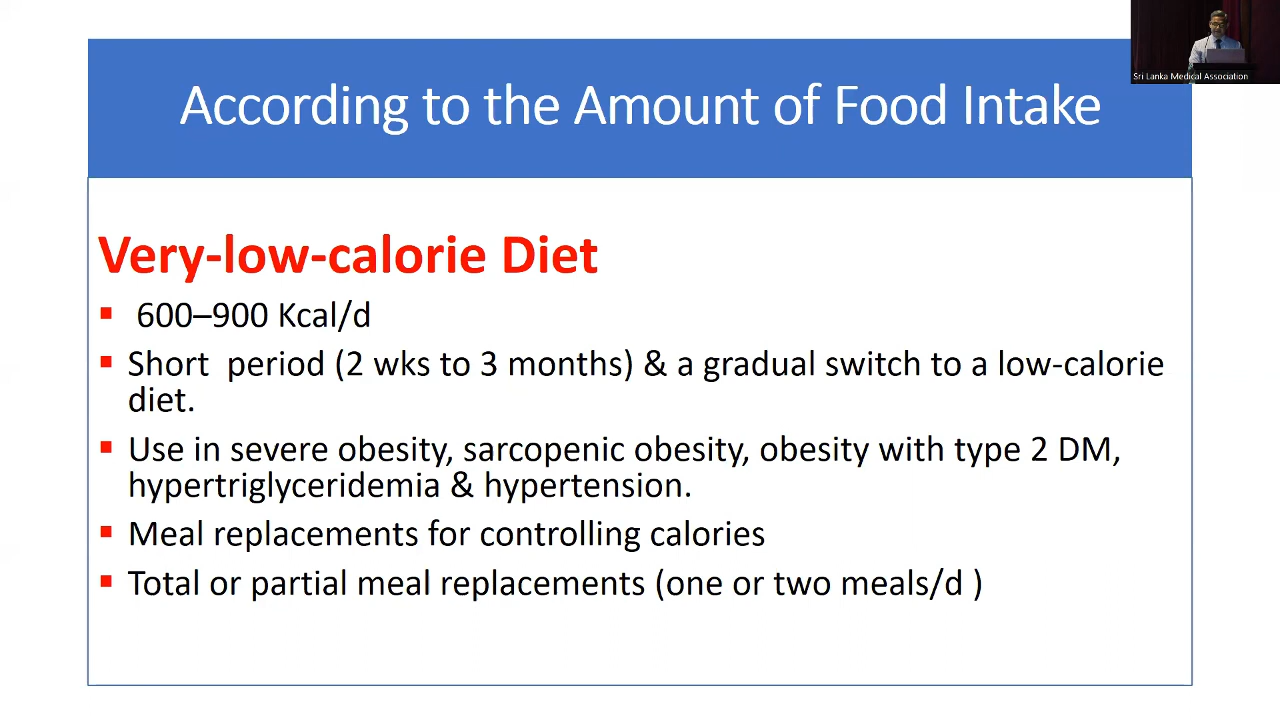 Sri Lanka Medical Association
According to the Amount of Food Intake
Very-low-calorie Diet
▪ 600–900 Kcal/d
▪ Short period (2 wks to 3 months) & a gradual switch to a low-calorie
diet.
▪ Use in severe obesity, sarcopenic obesity, obesity with type 2 DM,
hypertriglyceridemia & hypertension.
▪ Meal replacements for controlling calories
▪ Total or partial meal replacements (one or two meals/d )